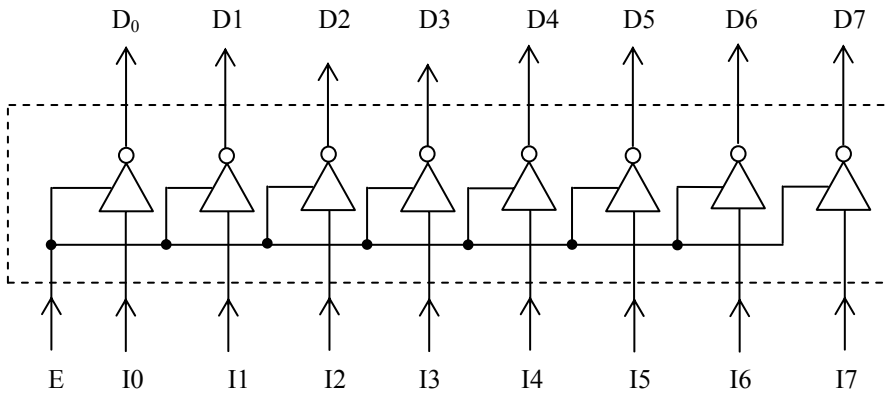 D₀ D1 D2 D3 D4 D5 D6 D7
E I0 I1 I2 I3 I4 I5 I6 I7